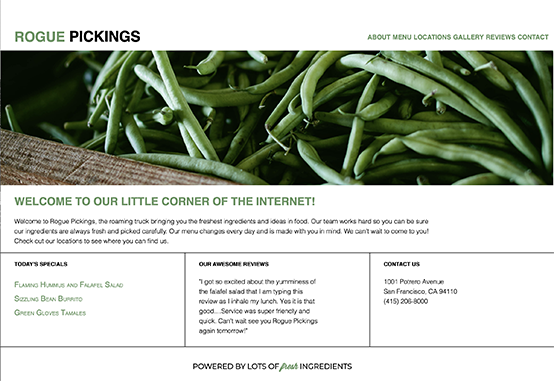 ROGUE PICKINGS
ABOUT MENU LOCATIONS GALLERY REVIEWS CONTACT
WELCOME TO OUR LITTLE CORNER OF THE INTERNET!
Welcome to Rogue Pickings, the roaming truck bringing you the freshest ingredients and ideas in food. Our team works hard so you can be sure
our ingredients are always fresh and picked carefully. Our menu changes every day and is made with you in mind. We can't wait to come to you!
Check out our locations to see where you can find us.
TODAY'S SPECIALS
Flaming Hummus and Falafel Salad
Sizzling Bean Burrito
Green Gloves Tamales
OUR AWESOME REVIEWS
"I got so excited about the yumminess of
the falafel salad that I am typing this
review as I inhale my lunch. Yes it is that
good....Service was super friendly and
quick. Can't wait see you Rogue Pickings
again tomorrow!"
CONTACT US
1001 Potrero Avenue
San Francisco, CA 94110
(415) 206-8000
POWERED BY LOTS OF fresh INGREDIENTS